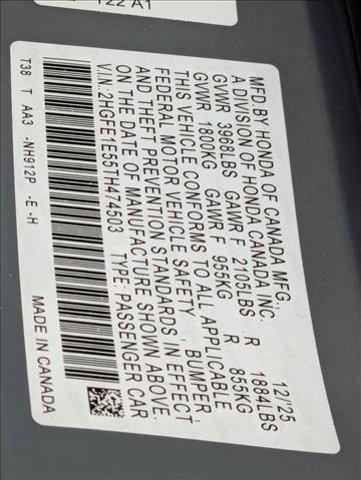 122 A1
MFD.BY HONDA OF CANADA MFG., 12/25
A DIVISION OF HONDA CANADA INC.
GVWR 3968LBS GAWR F 2105LBS R 1884LBS
GVWR 1800KG GAWR F 955KG R 855KG
THIS VEHICLE CONFORMS TO ALL APPLICABLE
FEDERAL MOTOR VEHICLE SAFETY, BUMPER,
AND THEFT PREVENTION STANDARDS IN EFFECT
ON THE DATE OF MANUFACTURE SHOWN ABOVE.
V.I.N.:2HGFE1E55TH474503 TYPE:PASSENGER CAR
T38 T AA3 -NH912P -E -H MADE IN CANADA